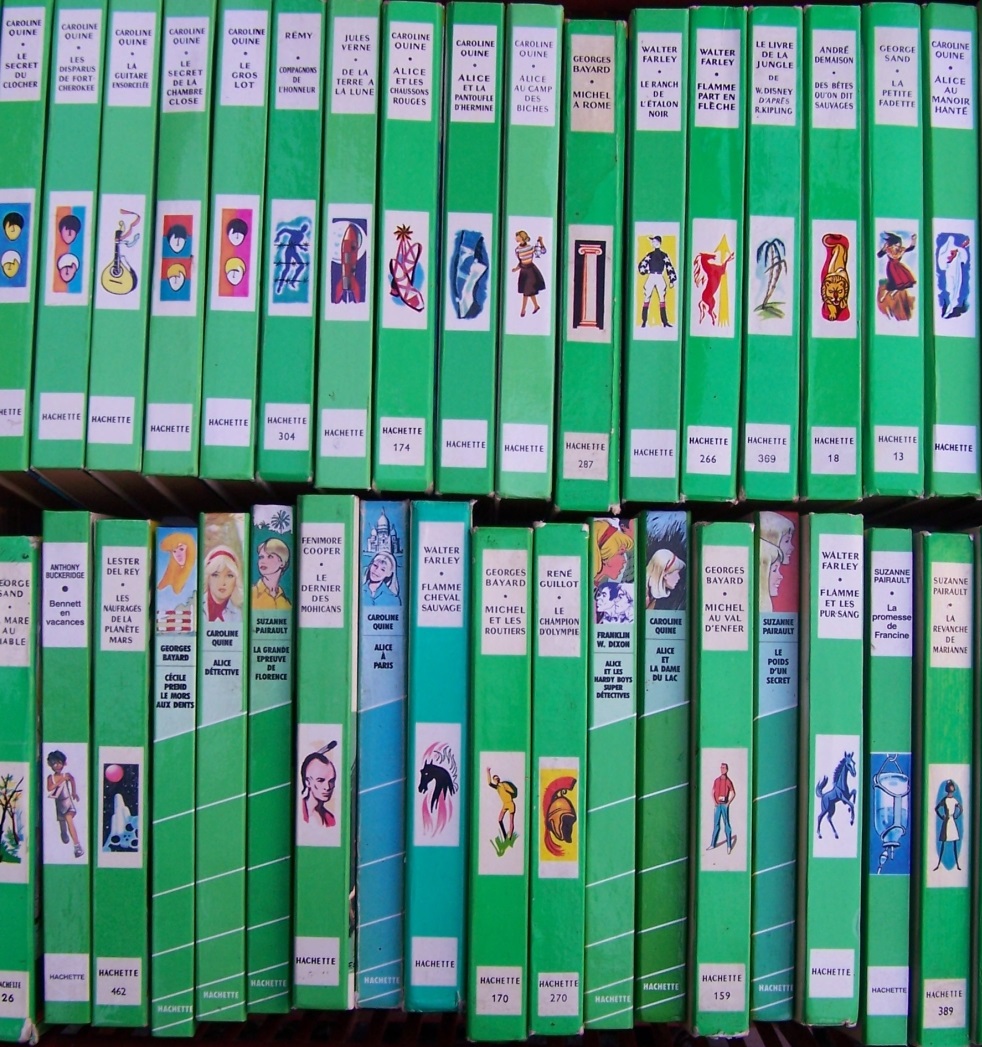 CAROLINE
QUINE
LE
SECRET
DU
CLOCHER
HACHETTE
CAROLINE
QUINE
LES
DISPARUS
DE FORT-
CHEROKEE
HACHETTE
CAROLINE
QUINE
LA
GUITARE
ENSORCELÉE
HACHETTE
CAROLINE
QUINE
LE
SECRET
DE LA
CHAMBRE
CLOSE
HACHETTE
CAROLINE
QUINE
LE
GROS
LOT
HACHETTE
RÉMY
COMPAGNONS
DE
L'HONNEUR
HACHETTE
304
JULES
VERNE
DE LA
TERRE A
LA LUNE
HACHETTE
CAROLINE
QUINE
ALICE
ET LES
CHAUSSONS
ROUGES
HACHETTE
174
CAROLINE
QUINE
ALICE
ET LA
PANTOUFLE
D'HERMINE
HACHETTE
CAROLINE
QUINE
ALICE
AU CAMP
DES
BICHES
HACHETTE
GEORGES
BAYARD
MICHEL
A ROME
HACHETTE
287
WALTER
FARLEY
LE RANCH
DE
L'ÉTALON
NOIR
HACHETTE
WALTER
FARLEY
FLAMME
PART EN
FLÈCHE
HACHETTE
266
LE LIVRE
DE LA
JUNGLE
DE
W. DISNEY
D'APRÈS
R.KIPLING
HACHETTE
369
ANDRÉ
DEMAISON
DES BÊTES
QU'ON DIT
SAUVAGES
HACHETTE
18
GEORGE
SAND
LA
PETITE
FADETTE
HACHETTE
13
CAROLINE
QUINE
ALICE
AU
MANOIR
HANTÉ
HACHETTE
GEORGE
SAND
MARE
AU
DIABLE
HACHETTE
26
ANTHONY
BUCKERIDGE
Bennett
en
vacances
HACHETTE
LESTER
DEL REY
LES
NAUFRAGÉS
DE LA
PLANÈTE
MARS
HACHETTE
462
GEORGES
BAYARD
CÉCILE
PREND
LE MORS
AUX DENTS
HACHETTE
CAROLINE
QUINE
ALICE
DÉTECTIVE
HACHETTE
SUZANNE
PAIRAULT
LA GRANDE
EPREUVE
DE
FLORENCE
HACHETTE
FENIMORE
COOPER
LE
DERNIER
DES
MOHICANS
HACHETTE
CAROLINE
QUINE
ALICE
À
PARIS
HACHETTE
WALTER
FARLEY
FLAMME
CHEVAL
SAUVAGE
HACHETTE
GEORGES
BAYARD
MICHEL
ET LES
ROUTIERS
HACHETTE
170
RENÉ
GUILLOT
LE
CHAMPION
D'OLYMPIE
HACHETTE
270
FRANKLIN
W. DIXON
ALICE
ET LES
HARDY BOYS
SUPER
DÉTECTIVES
HACHETTE
CAROLINE
QUINE
ALICE
ET
LA DAME
DU LAC
HACHETTE
GEORGES
BAYARD
MICHEL
AU VAL
D'ENFER
HACHETTE
159
SUZANNE
PAIRAULT
LE
POIDS
D'UN
SECRET
HACHETTE
WALTER
FARLEY
FLAMME
ET LES
PUR-SANG
HACHETTE
SUZANNE
PAIRAULT
La
promesse
de
Francine
HACHETTE
SUZANNE
PAIRAULT
LA
REVANCHE
DE
MARIANNE
HACHETTE
389